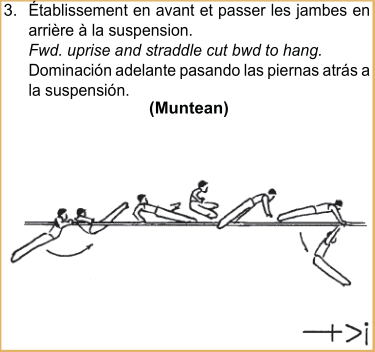 3. Établissement en avant et passer les jambes en
arrière à la suspension.
Fwd. uprise and straddle cut bwd to hang.
Dominación adelante pasando las piernas atrás a
la suspensión.
(Muntean)